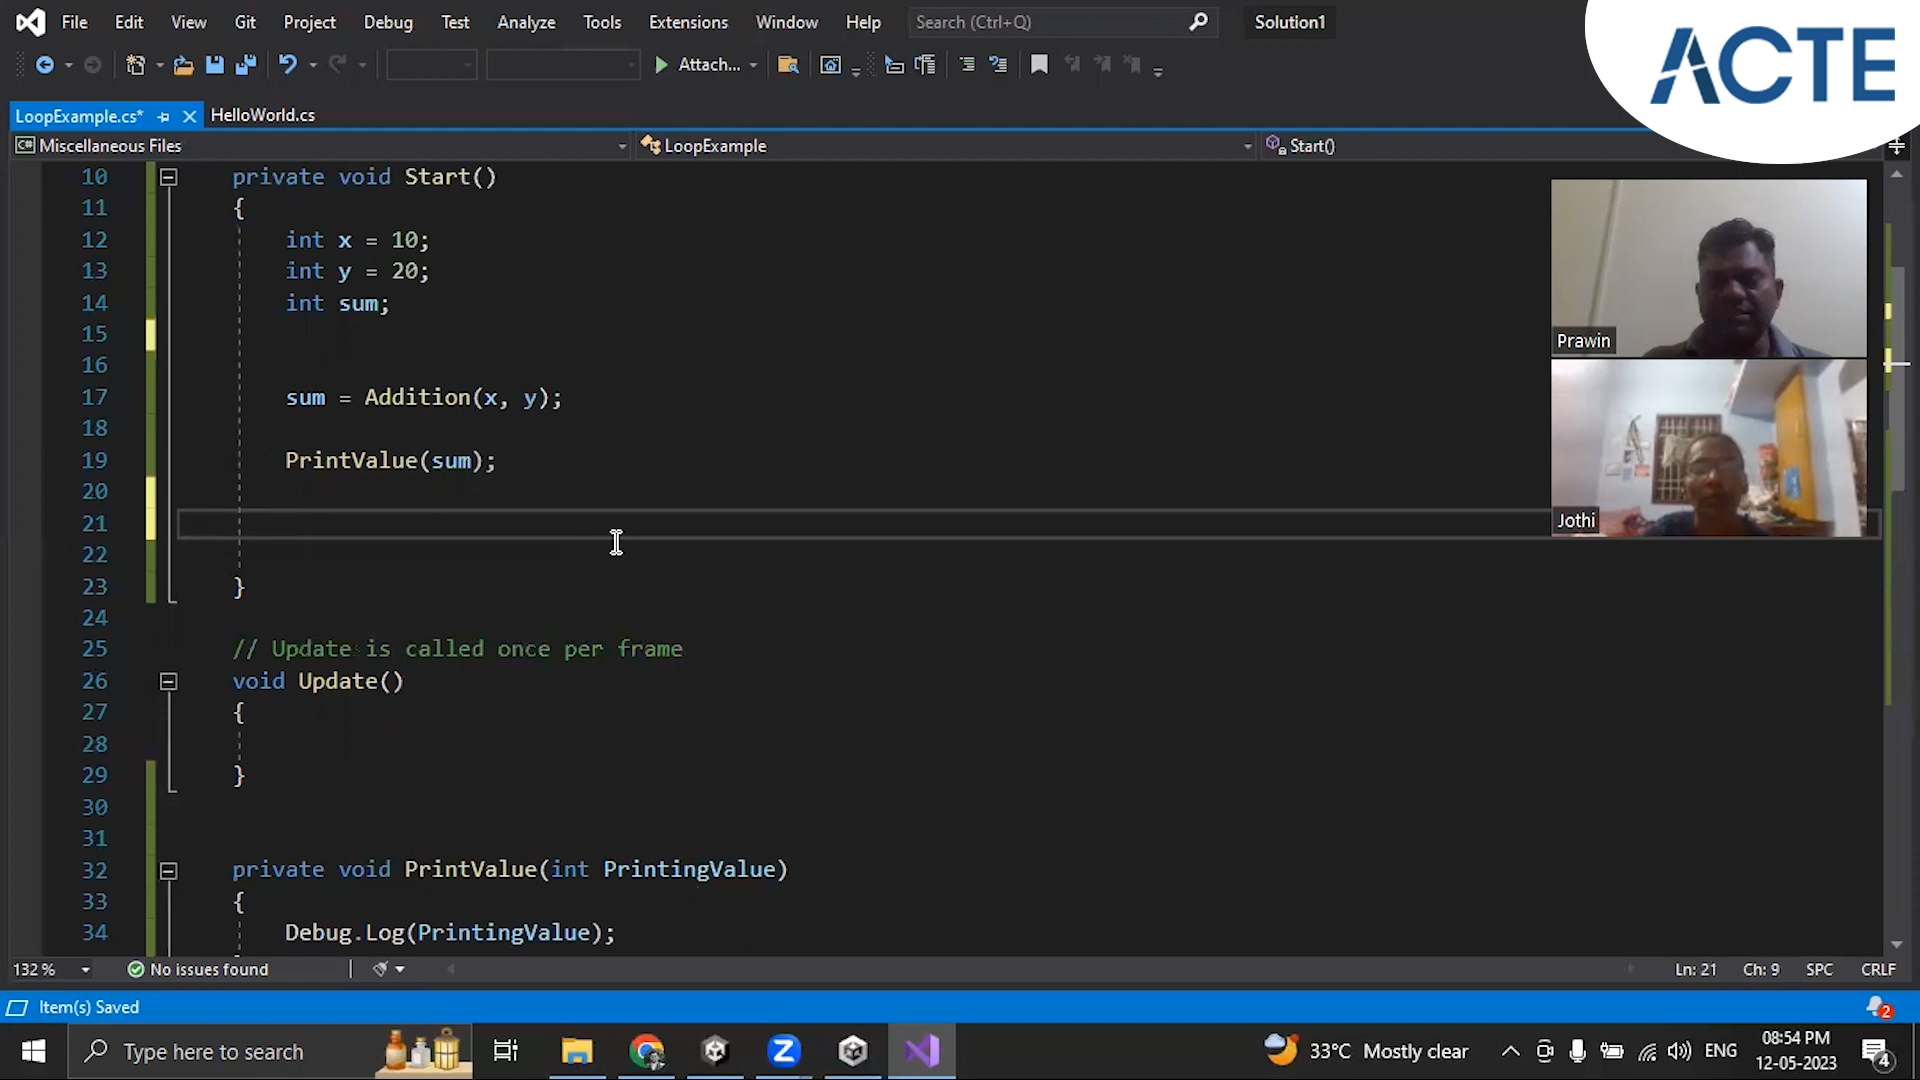 File Edit View Git Project Debug Test Analyze Tools Extensions Window Help Search (Ctrl+Q) Solution1
ACTE
Attach...
LoopExample.cs* HelloWorld.cs
C# Miscellaneous Files LoopExample Start()
10 private void Start()
11 {
12 int x = 10;
13 int y = 20;
14 int sum;
15
16
17 sum = Addition(x, y);
18
19 PrintValue(sum);
20
21
22
23 }
24
25 // Update is called once per frame
26 void Update()
27 {
28
29 }
30
31
32 private void PrintValue(int PrintingValue)
33 {
34 Debug.Log(PrintingValue);
Prawin
Jothi
132 % No issues found Ln: 21 Ch: 9 SPC CRLF
Item(s) Saved 2
Type here to search 33°C Mostly clear ENG 08:54 PM
12-05-2023 4